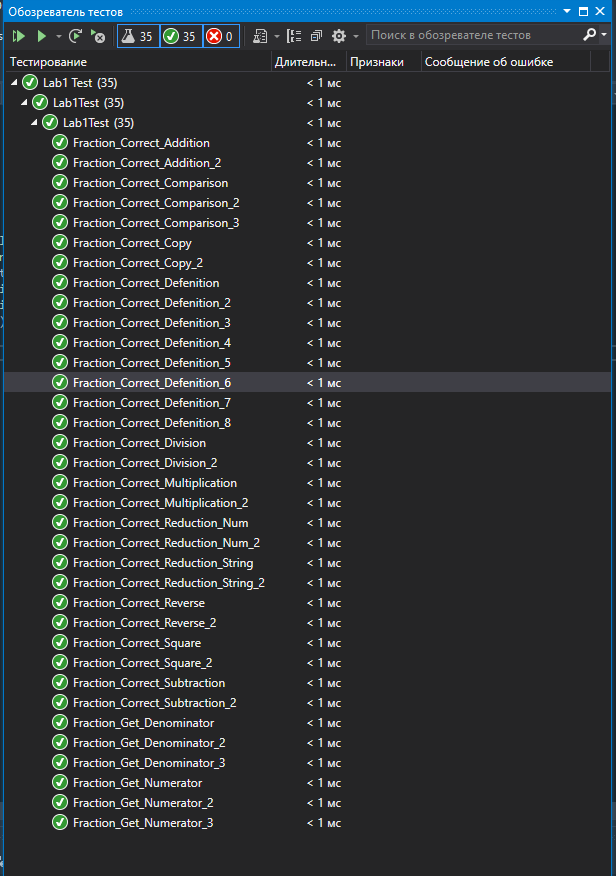 Обозреватель тестов
35 35 0 Поиск в обозревателе тестов
Тестирование Длительн... Признаки Сообщение об ошибке
Lab1 Test (35) < 1 мс
Lab1Test (35) < 1 мс
Lab1Test (35) < 1 мс
Fraction_Correct_Addition < 1 мс
Fraction_Correct_Addition_2 < 1 мс
Fraction_Correct_Comparison < 1 мс
Fraction_Correct_Comparison_2 < 1 мс
Fraction_Correct_Comparison_3 < 1 мс
Fraction_Correct_Copy < 1 мс
Fraction_Correct_Copy_2 < 1 мс
Fraction_Correct_Defenition < 1 мс
Fraction_Correct_Defenition_2 < 1 мс
Fraction_Correct_Defenition_3 < 1 мс
Fraction_Correct_Defenition_4 < 1 мс
Fraction_Correct_Defenition_5 < 1 мс
Fraction_Correct_Defenition_6 < 1 мс
Fraction_Correct_Defenition_7 < 1 мс
Fraction_Correct_Defenition_8 < 1 мс
Fraction_Correct_Division < 1 мс
Fraction_Correct_Division_2 < 1 мс
Fraction_Correct_Multiplication < 1 мс
Fraction_Correct_Multiplication_2 < 1 мс
Fraction_Correct_Reduction_Num < 1 мс
Fraction_Correct_Reduction_Num_2 < 1 мс
Fraction_Correct_Reduction_String < 1 мс
Fraction_Correct_Reduction_String_2 < 1 мс
Fraction_Correct_Reverse < 1 мс
Fraction_Correct_Reverse_2 < 1 мс
Fraction_Correct_Square < 1 мс
Fraction_Correct_Square_2 < 1 мс
Fraction_Correct_Subtraction < 1 мс
Fraction_Correct_Subtraction_2 < 1 мс
Fraction_Get_Denominator < 1 мс
Fraction_Get_Denominator_2 < 1 мс
Fraction_Get_Denominator_3 < 1 мс
Fraction_Get_Numerator < 1 мс
Fraction_Get_Numerator_2 < 1 мс
Fraction_Get_Numerator_3 < 1 мс